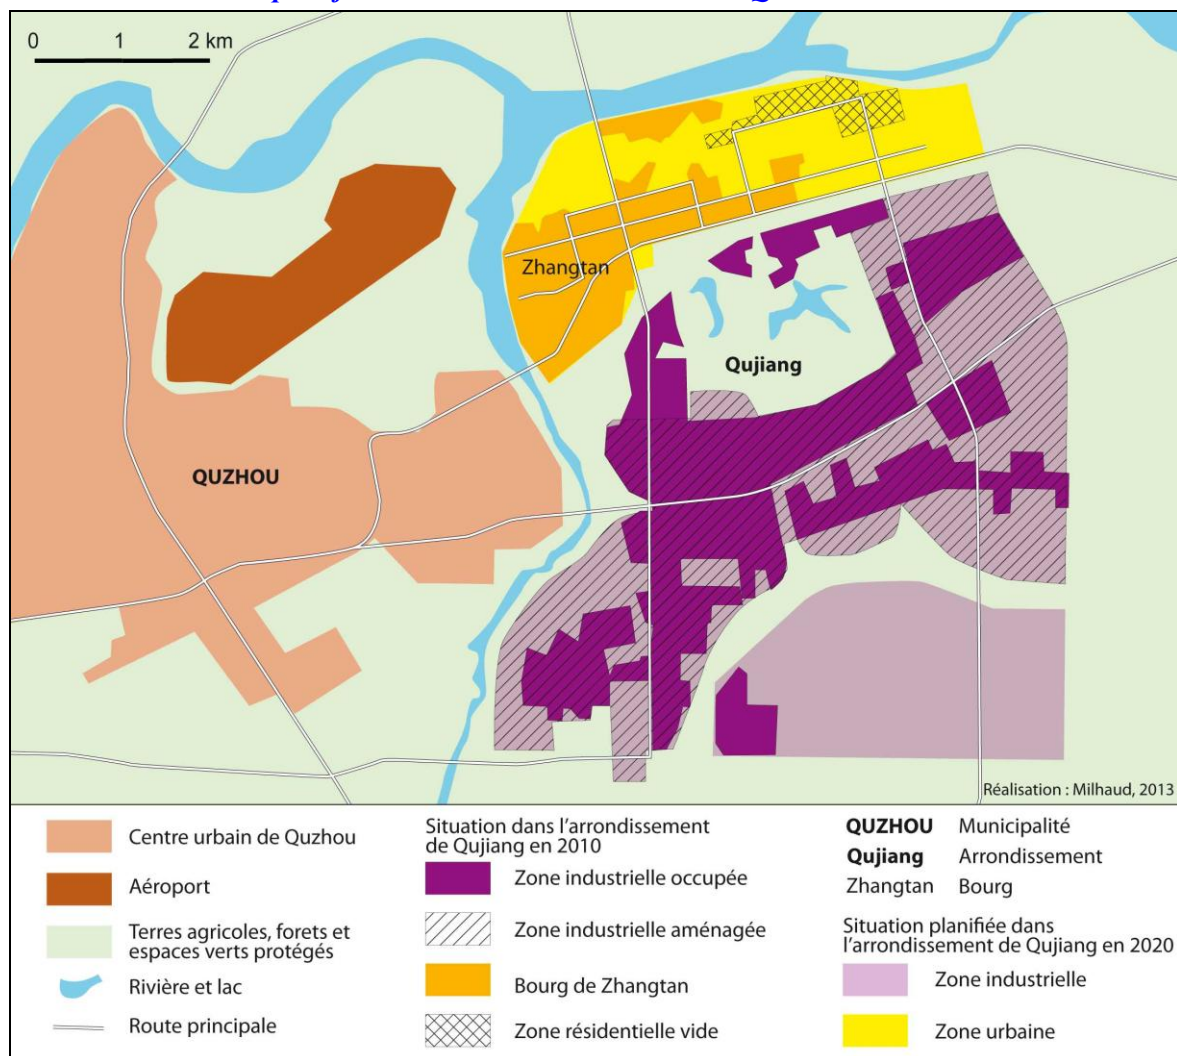 0 1 2 km
Zhangtan
Qujiang
QUZHOU
Réalisation : Milhaud, 2013
Centre urbain de Quzhou
Aéroport
Terres agricoles, forets et
espaces verts protégés
Rivière et lac
Route principale
Situation dans l'arrondissement
de Qujiang en 2010
Zone industrielle occupée
Zone industrielle aménagée
Bourg de Zhangtan
Zone résidentielle vide
QUZHOU Municipalité
Qujiang Arrondissement
Zhangtan Bourg
Situation planifiée dans
l'arrondissement de Qujiang en 2020
Zone industrielle
Zone urbaine